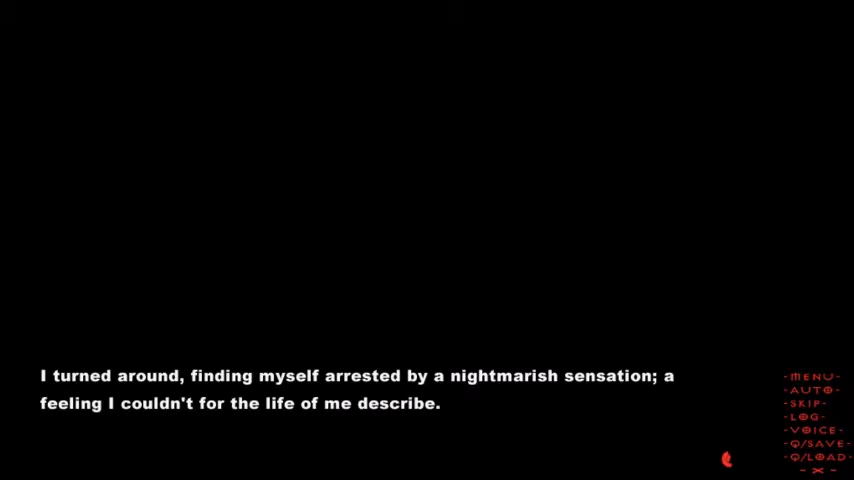 I turned around, finding myself arrested by a nightmarish sensation; a
feeling I couldn't for the life of me describe.
-MENU-
-AUTO-
-SKIP-
-LOG-
-VOICE-
-Q/SAVE-
-Q/LOAD-
-×-